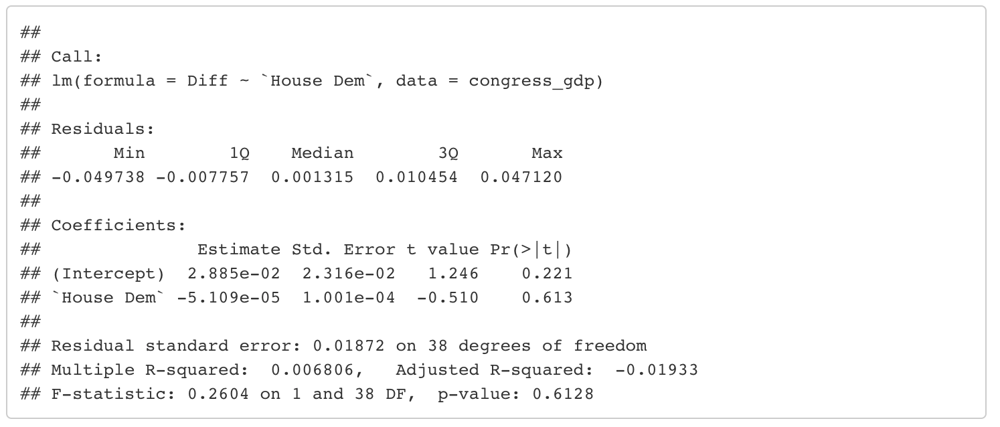 ##
## Call:
## lm(formula = Diff ~ `House Dem`, data = congress_gdp)
##
## Residuals:
##       Min        1Q    Median        3Q       Max
## -0.049738 -0.007757  0.001315  0.010454  0.047120
##
## Coefficients:
##               Estimate Std. Error t value Pr(>|t|)
## (Intercept)  2.885e-02  2.316e-02   1.246    0.221
## `House Dem` -5.109e-05  1.001e-04  -0.510    0.613
##
## Residual standard error: 0.01872 on 38 degrees of freedom
## Multiple R-squared:  0.006806,   Adjusted R-squared:  -0.01933
## F-statistic: 0.2604 on 1 and 38 DF,  p-value: 0.6128